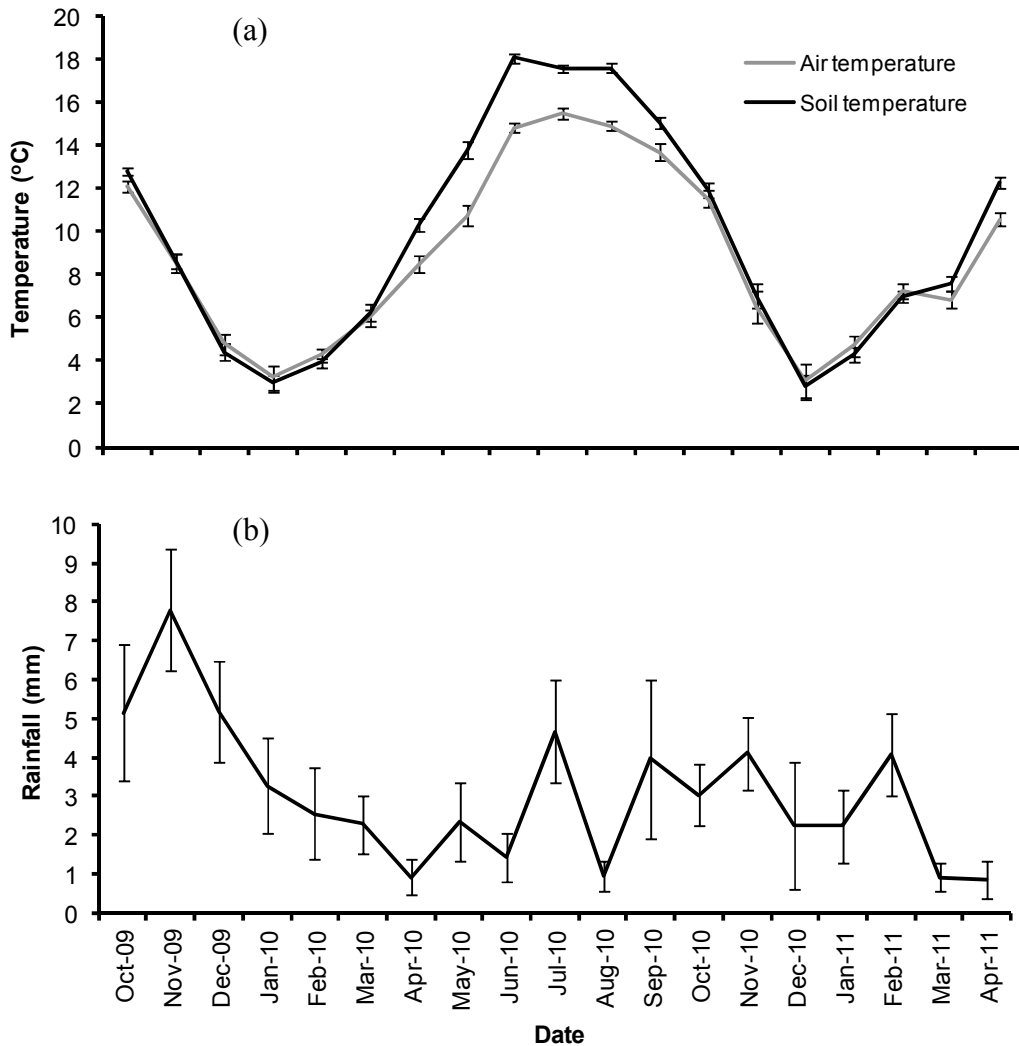 (a)
Air temperature
Soil temperature
Temperature (ºC)
20
18
16
14
12
10
8
6
4
2
0
(b)
Rainfall (mm)
10
9
8
7
6
5
4
3
2
1
0
Oct-09
Nov-09
Dec-09
Jan-10
Feb-10
Mar-10
Apr-10
May-10
Jun-10
Jul-10
Aug-10
Sep-10
Oct-10
Nov-10
Dec-10
Jan-11
Feb-11
Mar-11
Apr-11
Date